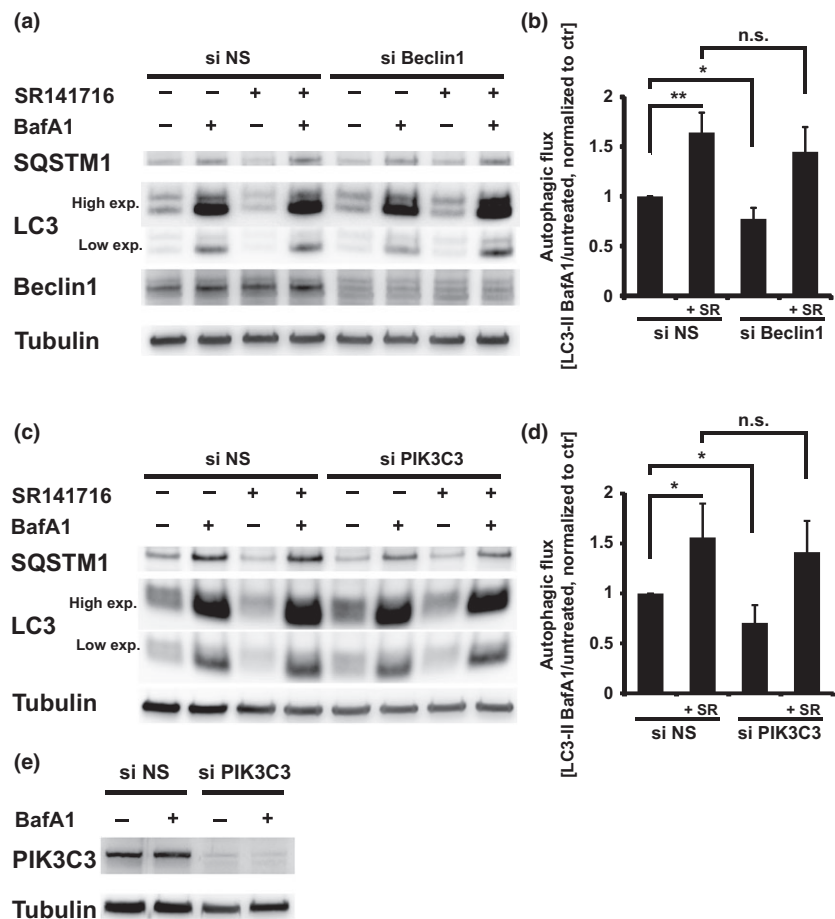 (a)
si NS si Beclin1
SR141716 – – + + – – + +
BafA1 – + – + – + – +
SQSTM1
High exp.
LC3
Low exp.
Beclin1
Tubulin
(b)
n.s.
*
**
2
1.5
1
0.5
0
Autophagic flux
[LC3-II BafA1/untreated, normalized to ctr]
+ SR + SR
si NS si Beclin1
(c)
si NS si PIK3C3
SR141716 – – + + – – + +
BafA1 – + – + – + – +
SQSTM1
High exp.
LC3
Low exp.
Tubulin
(d)
n.s.
*
*
2
1.5
1
0.5
0
Autophagic flux
[LC3-II BafA1/untreated, normalized to ctr]
+ SR + SR
si NS si PIK3C3
(e)
si NS si PIK3C3
BafA1 – + – +
PIK3C3
Tubulin